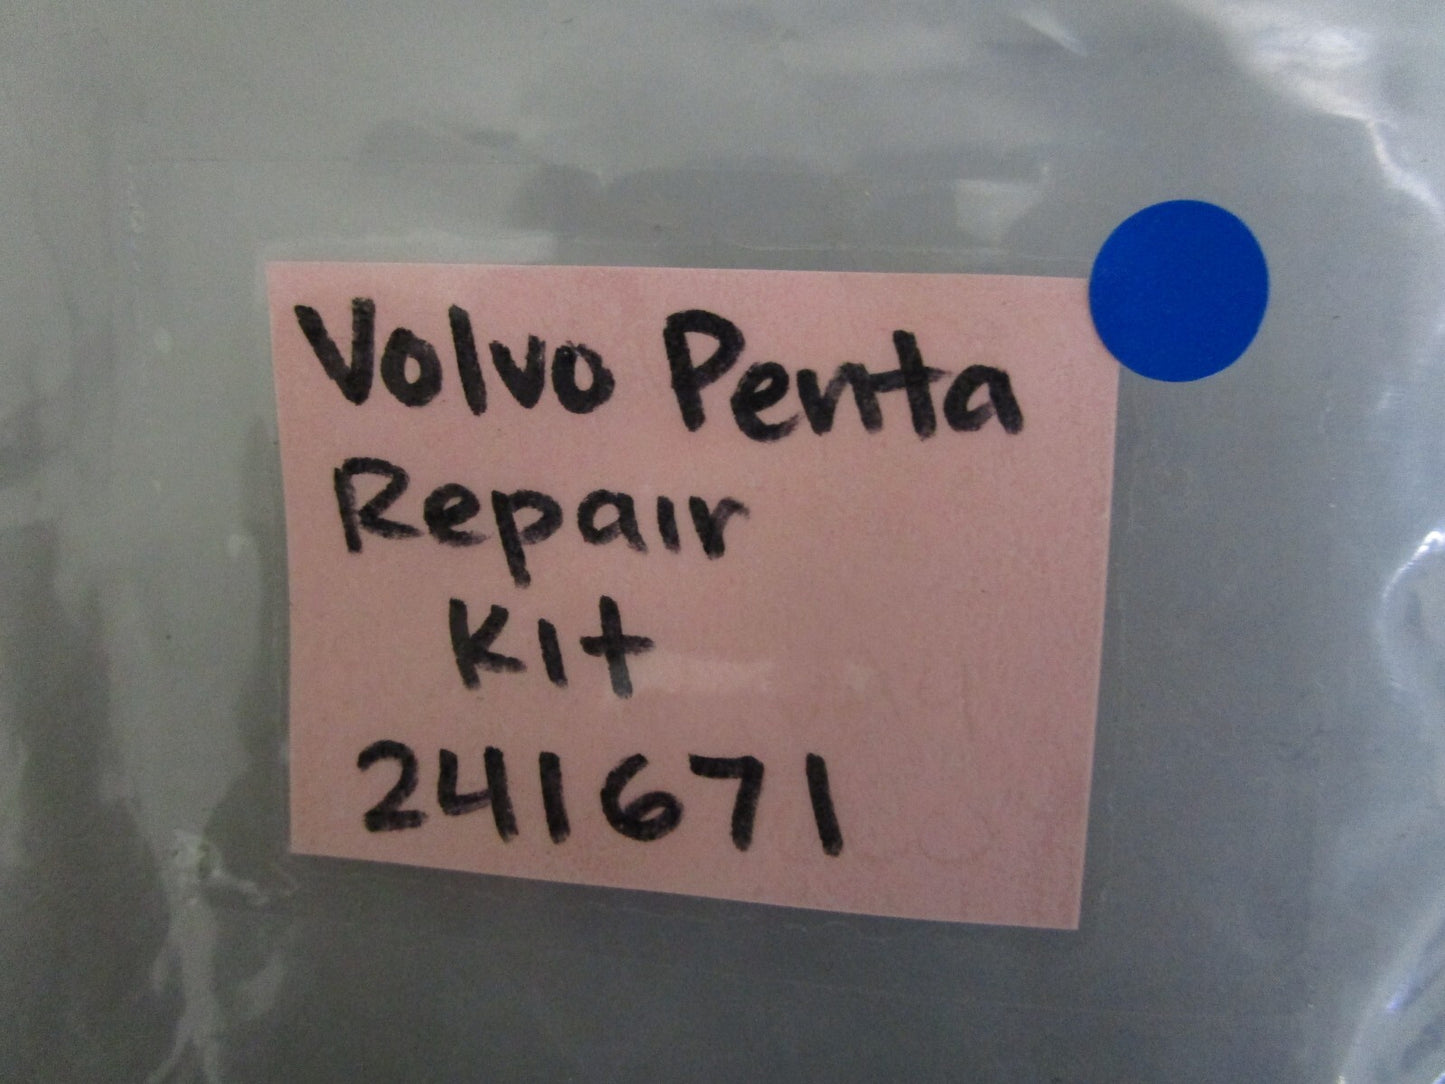 Volvo Penta
Repair
Kit
241671